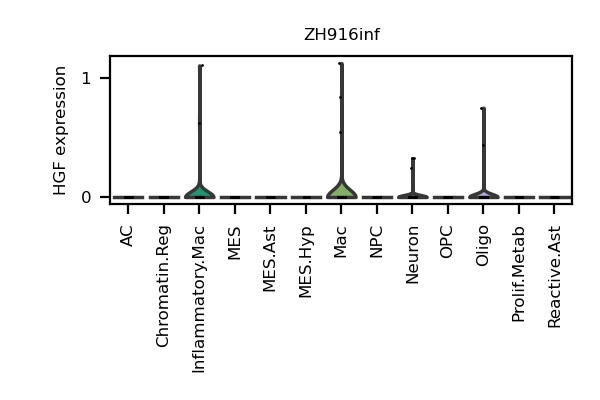 ZH916inf
HGF expression
1
0
AC
Chromatin.Reg
Inflammatory.Mac
MES
MES.Ast
MES.Hyp
Mac
NPC
Neuron
OPC
Oligo
Prolif.Metab
Reactive.Ast